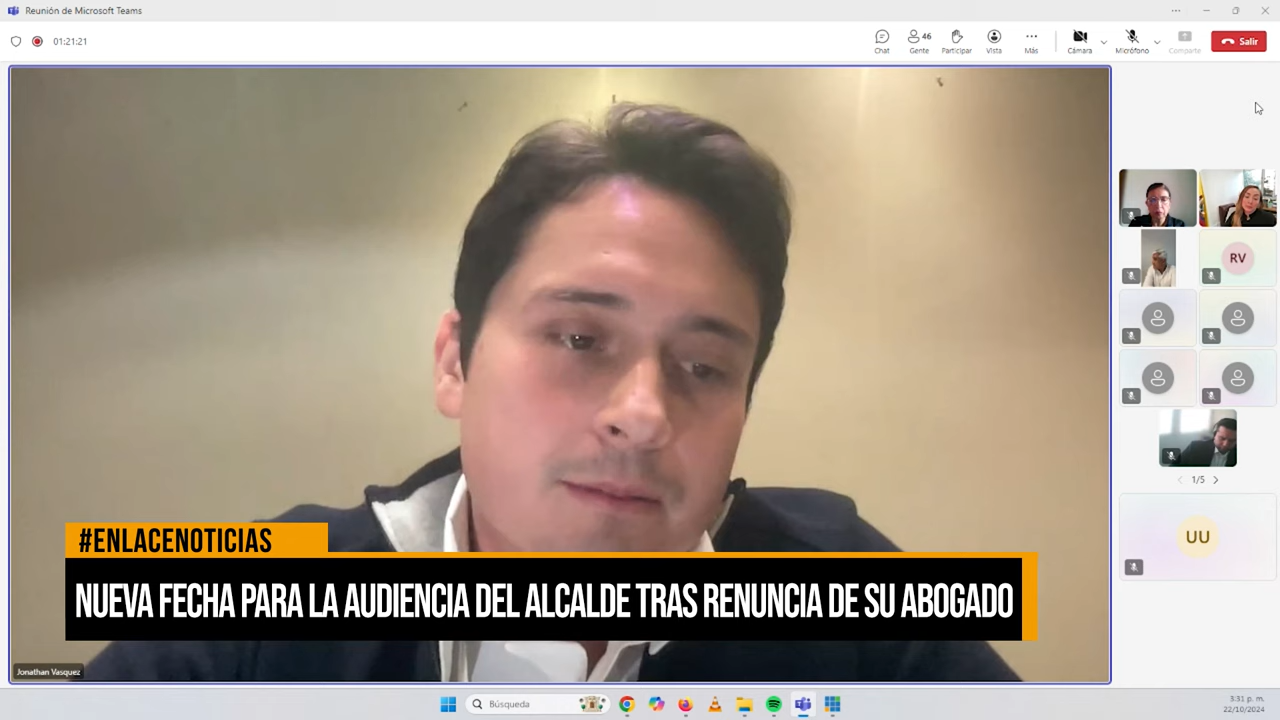 Reunión de Microsoft Teams
01:21:21
Chat
46
Gente
Participar
Vista
Más
Cámara
Micrófono
Compartir
Salir
RV
1/5
UU
#ENLACENOTICIAS
NUEVA FECHA PARA LA AUDIENCIA DEL ALCALDE TRAS RENUNCIA DE SU ABOGADO
Jonathan Vasquez
Búsqueda
3:31 p. m.
22/10/2024